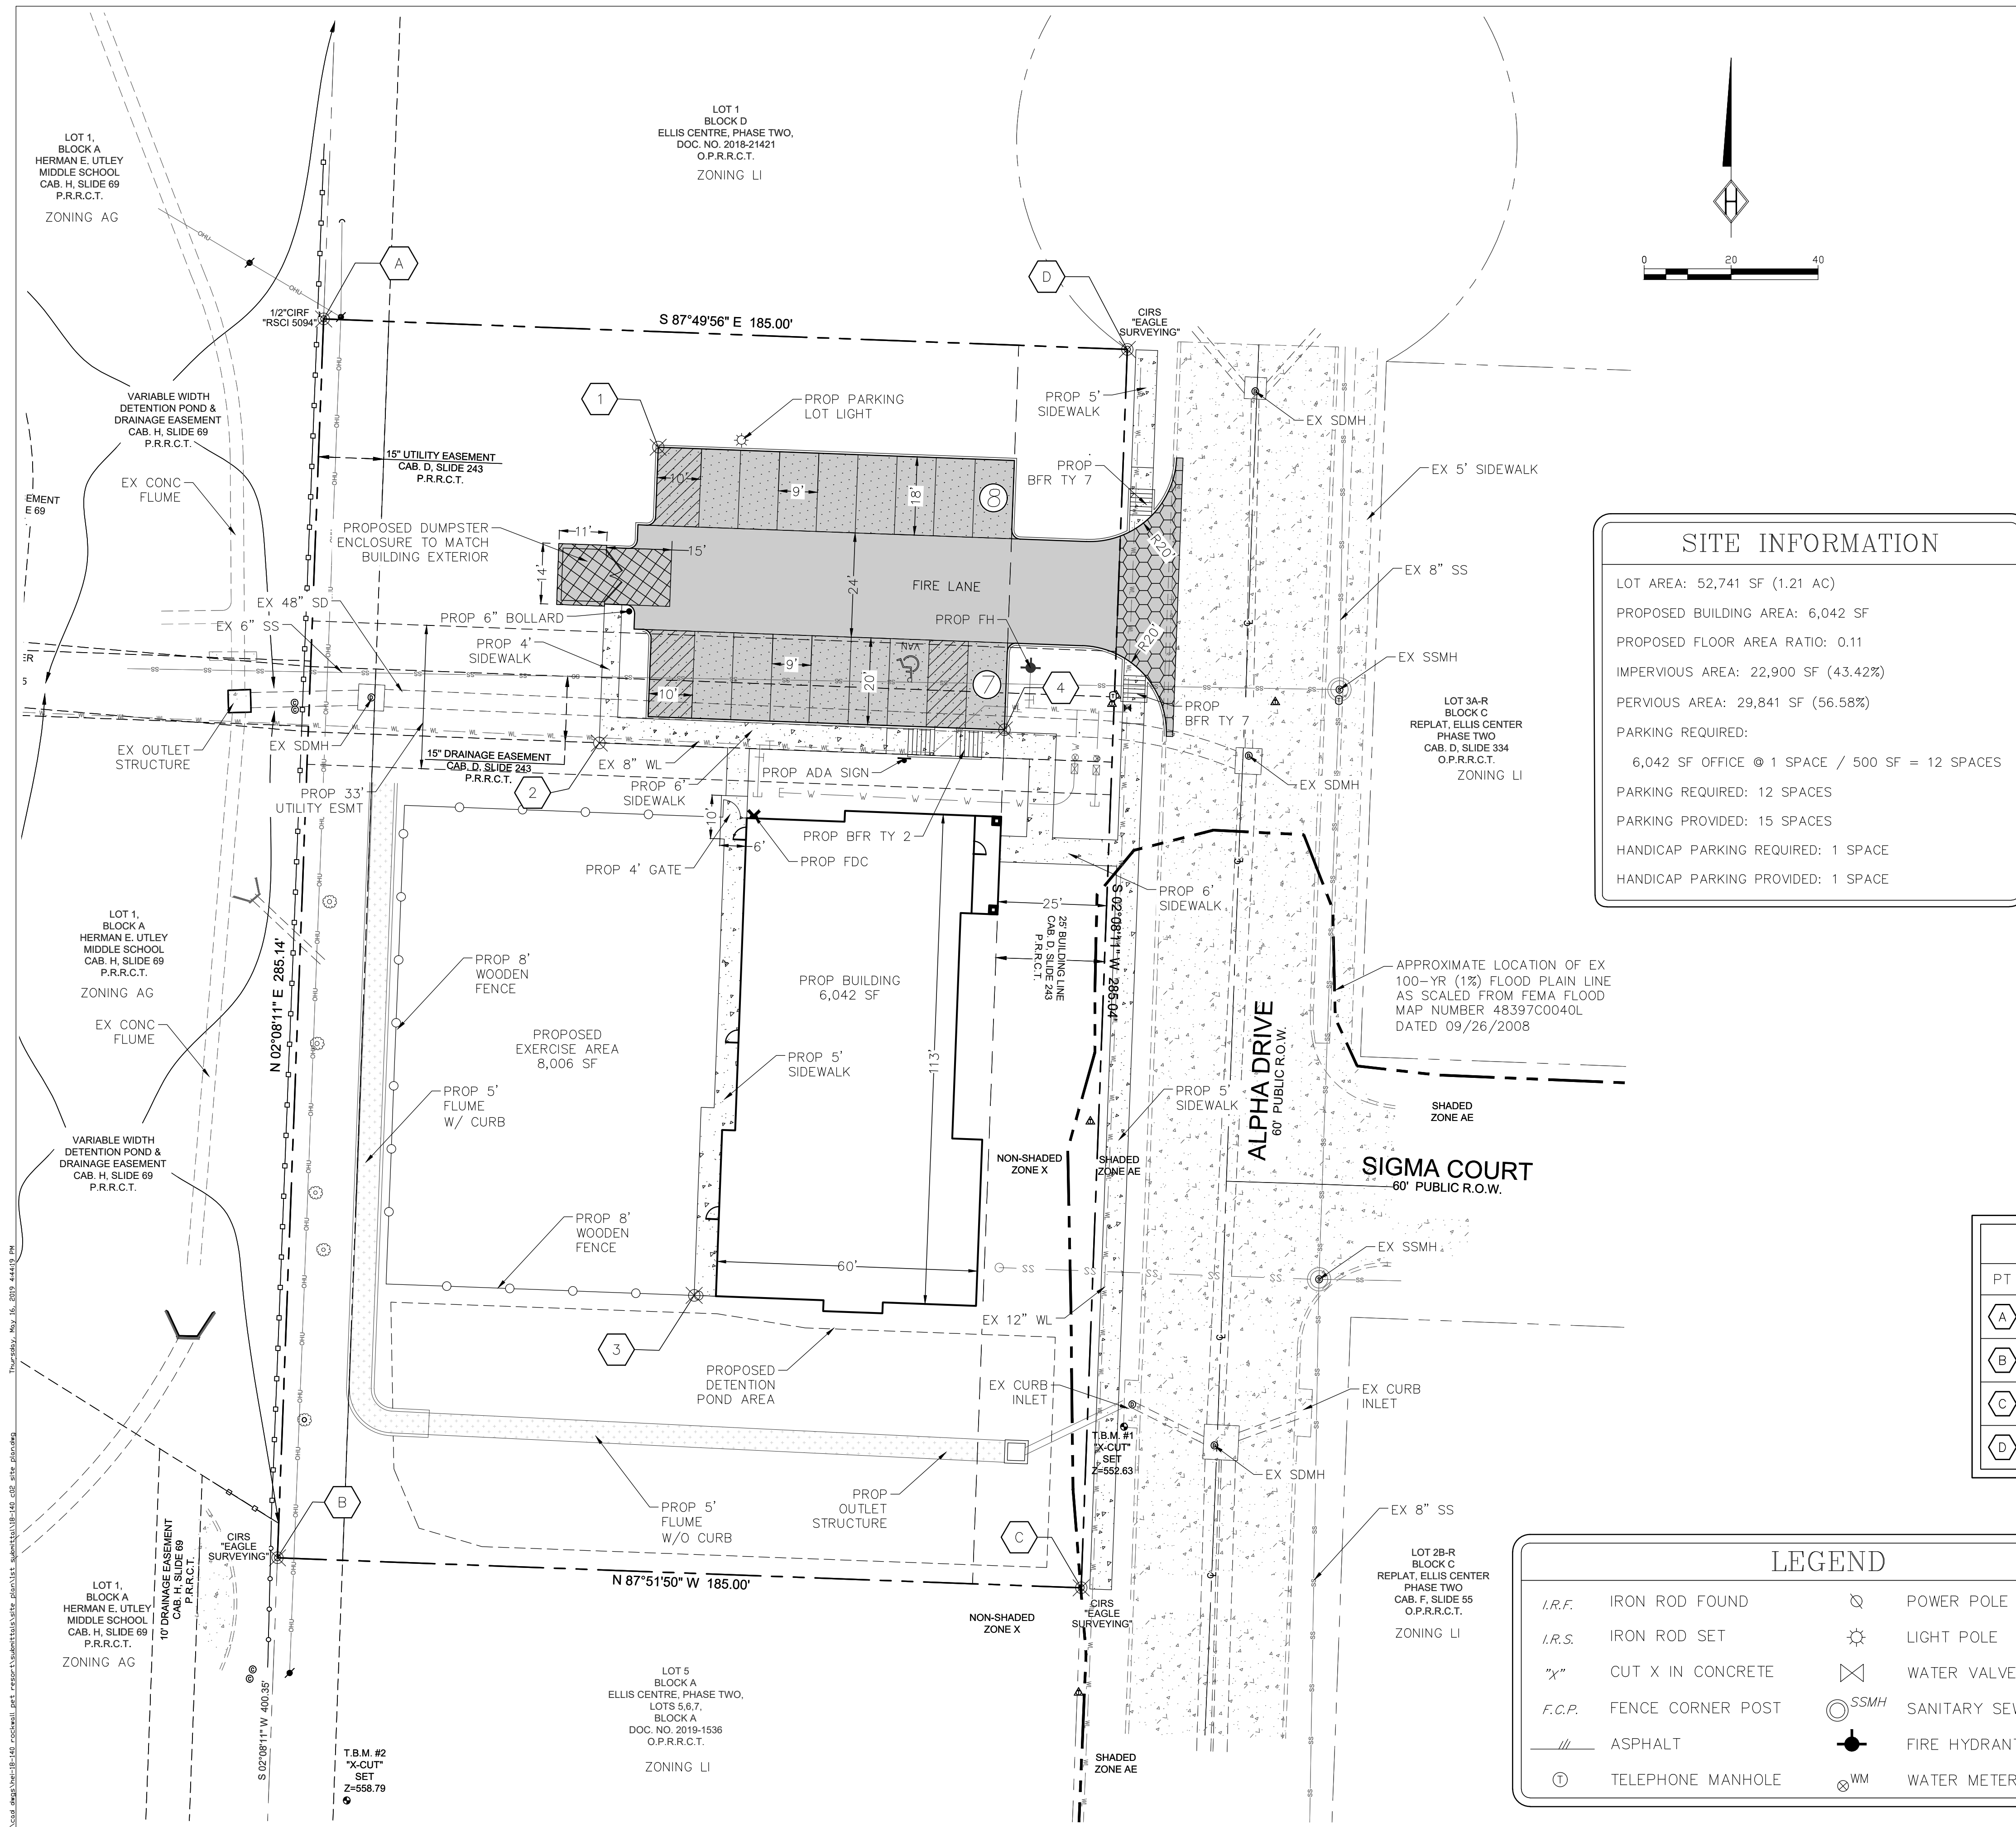 LOT 1
BLOCK D
ELLIS CENTRE, PHASE TWO,
DOC. NO. 2018-21421
O.P.R.R.C.T.
ZONING LI
LOT 1,
BLOCK A
HERMAN E. UTLEY
MIDDLE SCHOOL
CAB. H, SLIDE 69
P.R.R.C.T.
ZONING AG
OHU
A
D
H
0 20 40
1/2"CIRF
"RSCI 5094"
S 87°49'56" E 185.00'
CIRS
"EAGLE
SURVEYING"
VARIABLE WIDTH
DETENTION POND &
DRAINAGE EASEMENT
CAB. H, SLIDE 69
P.R.R.C.T.
1
PROP PARKING
LOT LIGHT
PROP 5'
SIDEWALK
EX SDMH
15" UTILITY EASEMENT
CAB. D, SLIDE 243
P.R.R.C.T.
PROP
BFR TY 7
EX 5' SIDEWALK
EX CONC
FLUME
EMENT
E 69
10'
9'
18'
8
PROPOSED DUMPSTER
ENCLOSURE TO MATCH
BUILDING EXTERIOR
11'
15'
14'
24'
FIRE LANE
R20'
R20'
EX 8" SS
EX 48" SD
EX 6" SS
PROP 6" BOLLARD
PROP 4'
SIDEWALK
PROP FH
VAN
9'
10'
20'
7
4
EX SSMH
ER
5
PROP
BFR TY 7
LOT 3A-R
BLOCK C
REPLAT, ELLIS CENTER
PHASE TWO
CAB. D, SLIDE 334
O.P.R.R.C.T.
ZONING LI
EX OUTLET
STRUCTURE
EX SDMH
15" DRAINAGE EASEMENT
CAB. D, SLIDE 243
P.R.R.C.T.
EX 8" WL
PROP ADA SIGN
PROP 33'
UTILITY ESMT
2
PROP 6'
SIDEWALK
EX SDMH
10'
6'
PROP BFR TY 2
PROP FDC
PROP 4' GATE
PROP 6'
SIDEWALK
25'
25' BUILDING LINE
CAB. D, SLIDE 243
P.R.R.C.T.
S 02°08'11" W 285.04'
SITE INFORMATION
LOT AREA: 52,741 SF (1.21 AC)
PROPOSED BUILDING AREA: 6,042 SF
PROPOSED FLOOR AREA RATIO: 0.11
IMPERVIOUS AREA: 22,900 SF (43.42%)
PERVIOUS AREA: 29,841 SF (56.58%)
PARKING REQUIRED:
6,042 SF OFFICE @ 1 SPACE / 500 SF = 12 SPACES
PARKING REQUIRED: 12 SPACES
PARKING PROVIDED: 15 SPACES
HANDICAP PARKING REQUIRED: 1 SPACE
HANDICAP PARKING PROVIDED: 1 SPACE
LOT 1,
BLOCK A
HERMAN E. UTLEY
MIDDLE SCHOOL
CAB. H, SLIDE 69
P.R.R.C.T.
ZONING AG
N 02°08'11" E 285.14'
EX CONC
FLUME
PROP 8'
WOODEN
FENCE
PROPOSED
EXERCISE AREA
8,006 SF
PROP BUILDING
6,042 SF
113'
PROP 5'
SIDEWALK
PROP 5'
FLUME
W/ CURB
APPROXIMATE LOCATION OF EX
100-YR (1%) FLOOD PLAIN LINE
AS SCALED FROM FEMA FLOOD
MAP NUMBER 48397C0040L
DATED 09/26/2008
ALPHA DRIVE
60' PUBLIC R.O.W.
PROP 5'
SIDEWALK
SHADED
ZONE AE
NON-SHADED
ZONE X
SHADED
ZONE AE
SIGMA COURT
60' PUBLIC R.O.W.
VARIABLE WIDTH
DETENTION POND &
DRAINAGE EASEMENT
CAB. H, SLIDE 69
P.R.R.C.T.
PROP 8'
WOODEN
FENCE
60'
EX SSMH
EX 12" WL
3
PROPOSED
DETENTION
POND AREA
EX CURB
INLET
EX CURB
INLET
T.B.M. #1
"X-CUT"
SET
Z=552.63
EX SDMH
PT
A
B
C
D
B
PROP 5'
FLUME
W/O CURB
PROP
OUTLET
STRUCTURE
C
EX 8" SS
CIRS
"EAGLE
SURVEYING"
10' DRAINAGE EASEMENT
CAB. H, SLIDE 69
P.R.R.C.T.
N 87°51'50" W 185.00'
CIRS
"EAGLE
SURVEYING"
NON-SHADED
ZONE X
LOT 1,
BLOCK A
HERMAN E. UTLEY
MIDDLE SCHOOL
CAB. H, SLIDE 69
P.R.R.C.T.
ZONING AG
S 02°08'11" W 400.35'
LOT 5
BLOCK A
ELLIS CENTRE, PHASE TWO,
LOTS 5,6,7,
BLOCK A
DOC. NO. 2019-1536
O.P.R.R.C.T.
ZONING LI
T.B.M. #2
"X-CUT"
SET
Z=558.79
SHADED
ZONE AE
LOT 2B-R
BLOCK C
REPLAT, ELLIS CENTER
PHASE TWO
CAB. F, SLIDE 55
O.P.R.R.C.T.
ZONING LI
LEGEND
I.R.F. IRON ROD FOUND
I.R.S. IRON ROD SET
"X" CUT X IN CONCRETE
F.C.P. FENCE CORNER POST
ASPHALT
T TELEPHONE MANHOLE
POWER POLE
LIGHT POLE
WATER VALVE
SSMH SANITARY SEW
FIRE HYDRANT
WM WATER METER
Thursday, May 16, 2019 4:44:19 PM